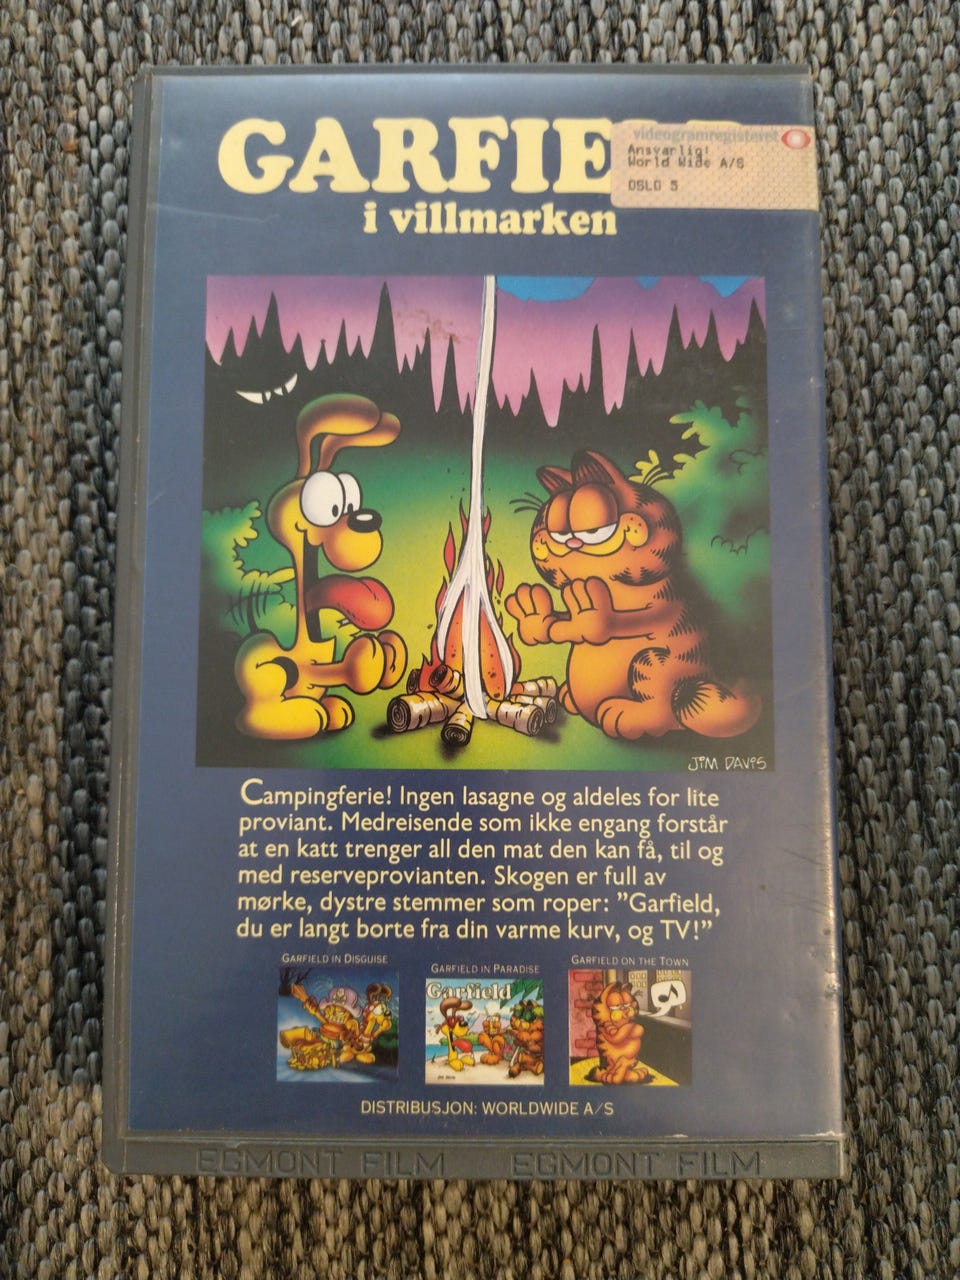 GARFIE
videogramregisteret
Ansvarlig:
World Wide A/S
OSLO 5
i villmarken
JIM DAVIS
Campingferie! Ingen lasagne og aldeles for lite
proviant. Medreisende som ikke engang forstår
at en katt trenger all den mat den kan få, til og
med reserveprovianten. Skogen er full av
mørke, dystre stemmer som roper: ”Garfield,
du er langt borte fra din varme kurv, og TV!”
GARFIELD IN DISGUISE
GARFIELD IN PARADISE
GARFIELD ON THE TOWN
Garfield
DISTRIBUSJON: WORLDWIDE A/S
EGMONT FILM EGMONT FILM